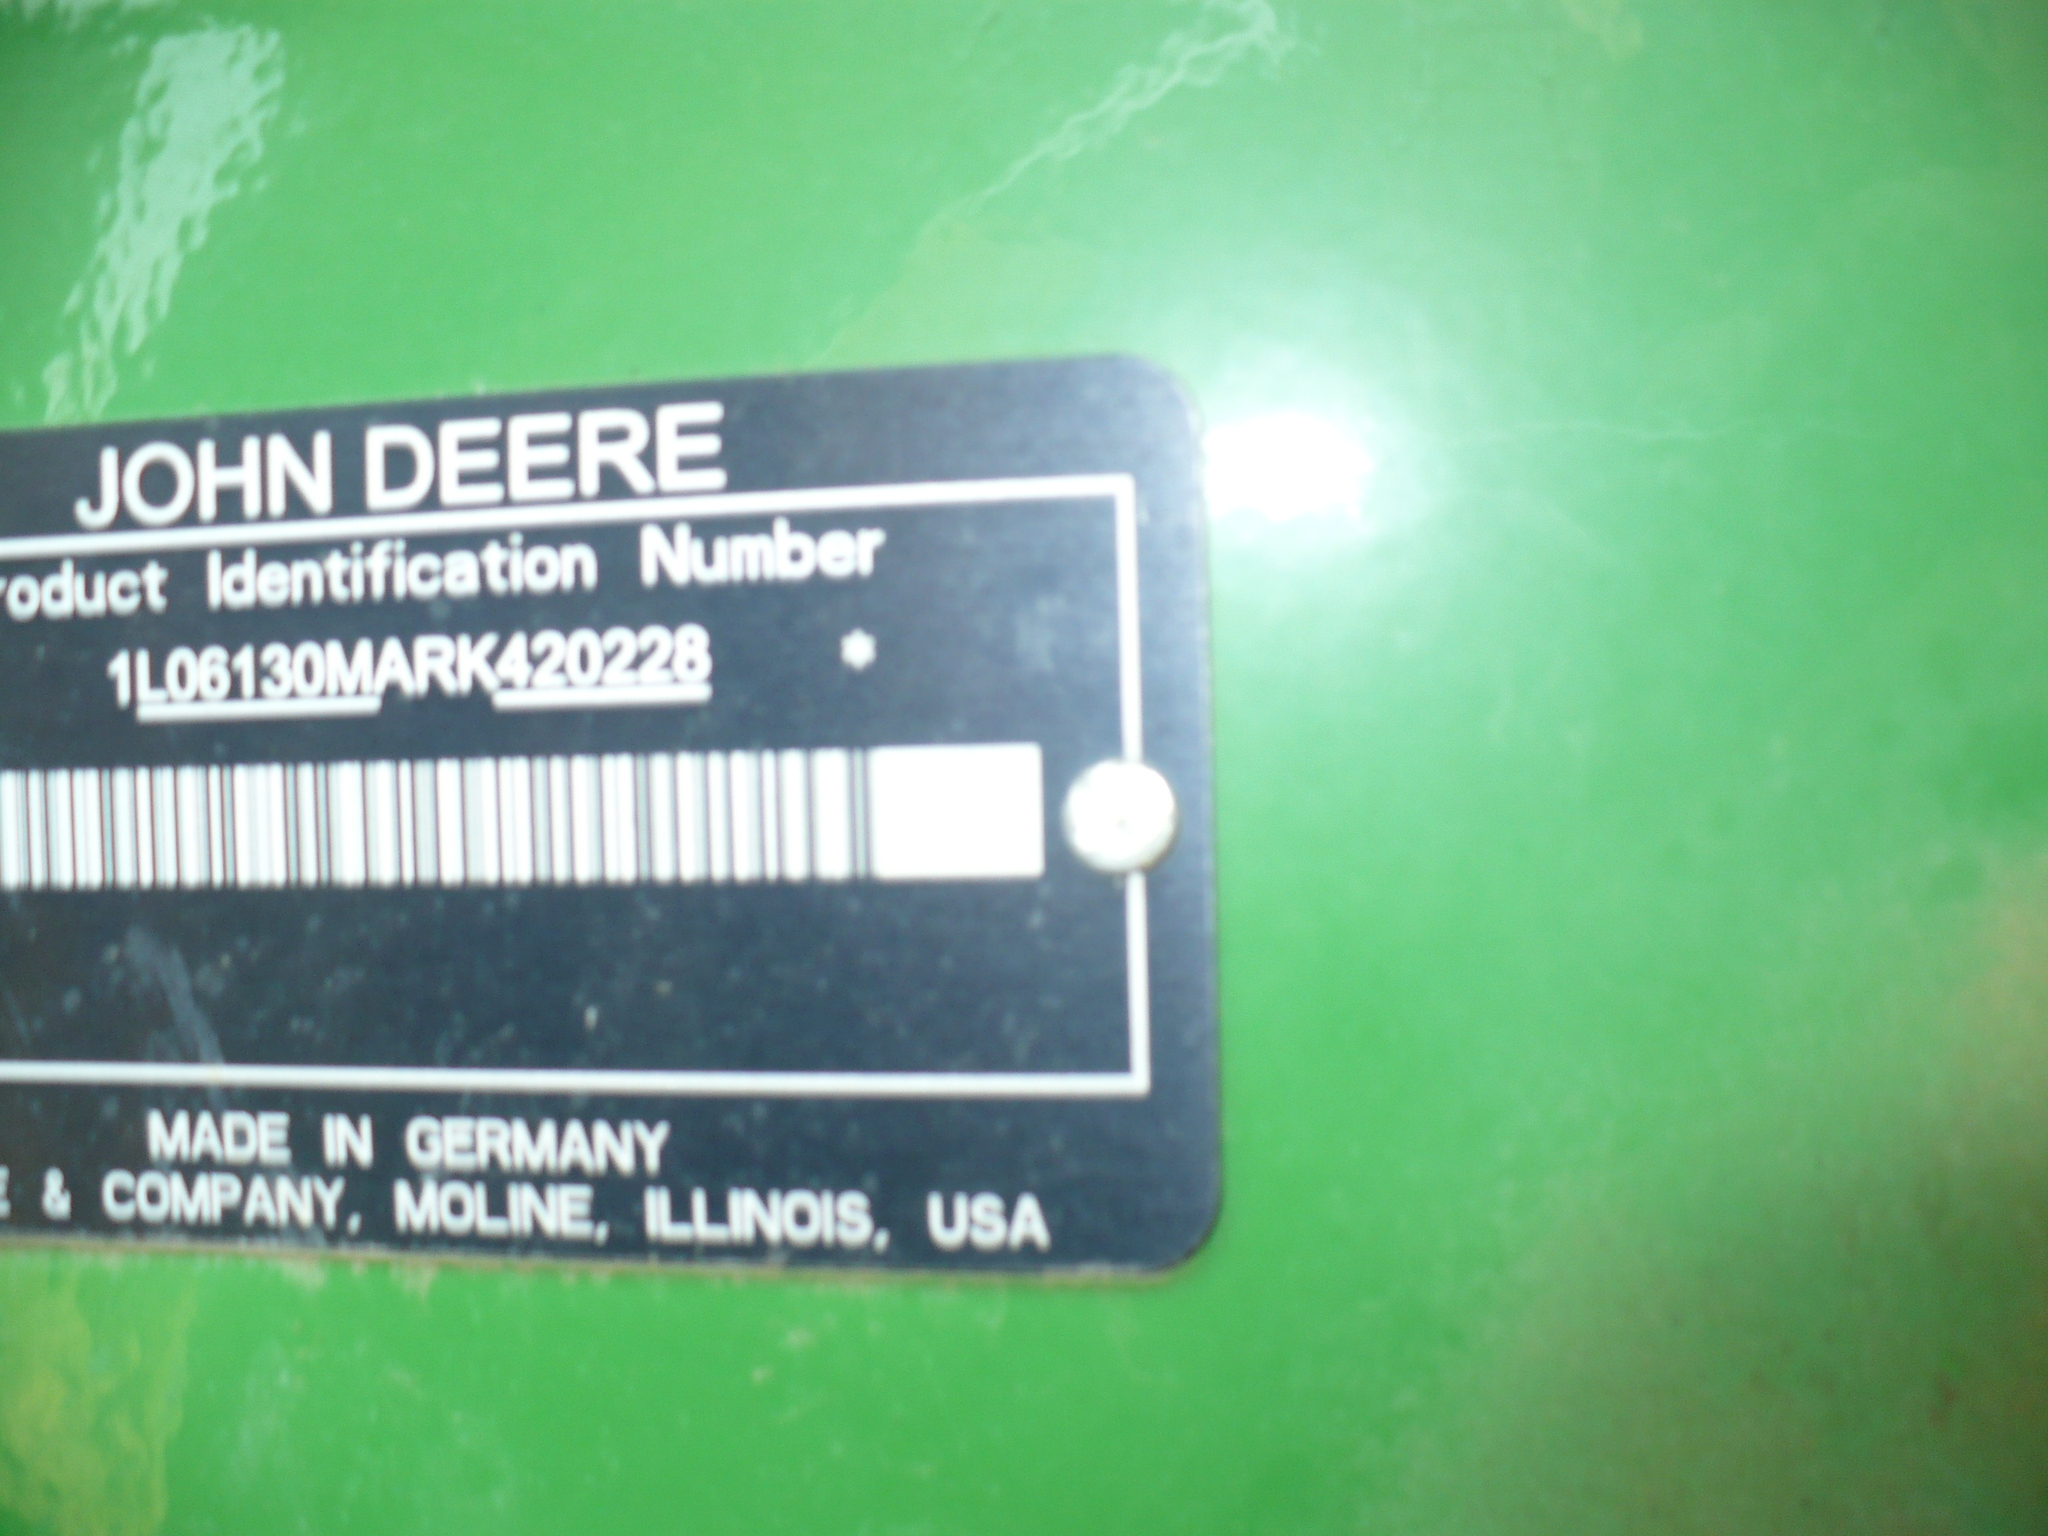 JOHN DEERE
roduct Identification Number
1L06130MARK420228 *
MADE IN GERMANY
E & COMPANY, MOLINE, ILLINOIS, USA